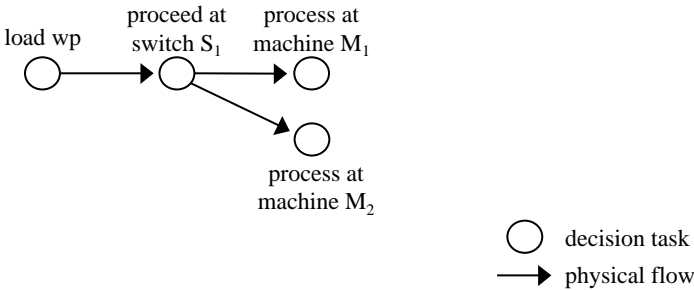 load wp
proceed at
switch S₁
process at
machine M₁
process at
machine M₂
decision task
physical flow